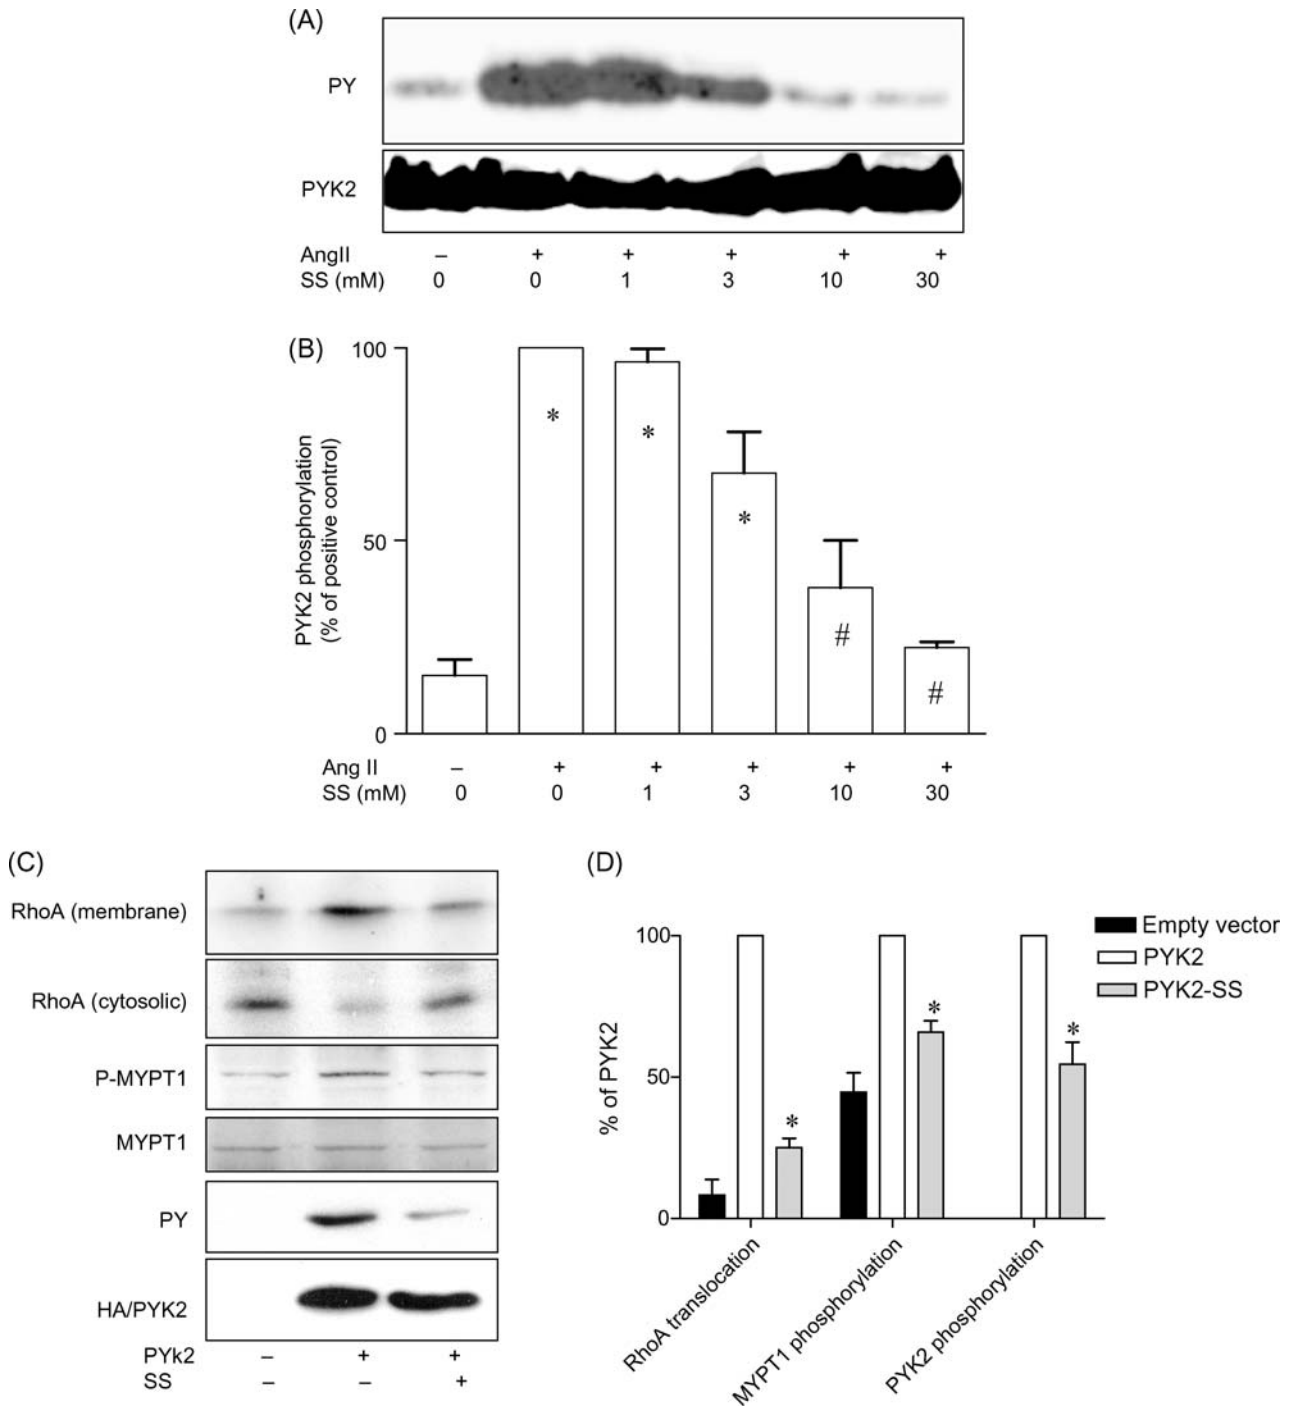 (A)
PY
PYK2
AngII – + + + + +
SS (mM) 0 0 1 3 10 30
(B)
PYK2 phosphorylation
(% of positive control)
100
50
0
* * * # #
Ang II – + + + + +
SS (mM) 0 0 1 3 10 30
(C)
RhoA (membrane)
RhoA (cytosolic)
P-MYPT1
MYPT1
PY
HA/PYK2
PYk2 – + +
SS – – +
(D)
Empty vector
PYK2
PYK2-SS
% of PYK2
100
50
0
* * *
RhoA translocation
MYPT1 phosphorylation
PYK2 phosphorylation